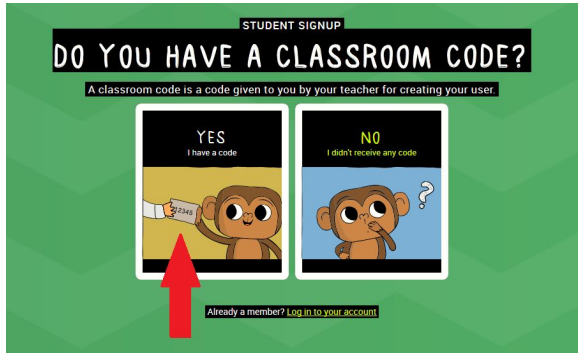 STUDENT SIGNUP
DO YOU HAVE A CLASSROOM CODE?
A classroom code is a code given to you by your teacher for creating your user.
YES
I have a code
12345
NO
I didn't receive any code
?
Already a member? Log in to your account